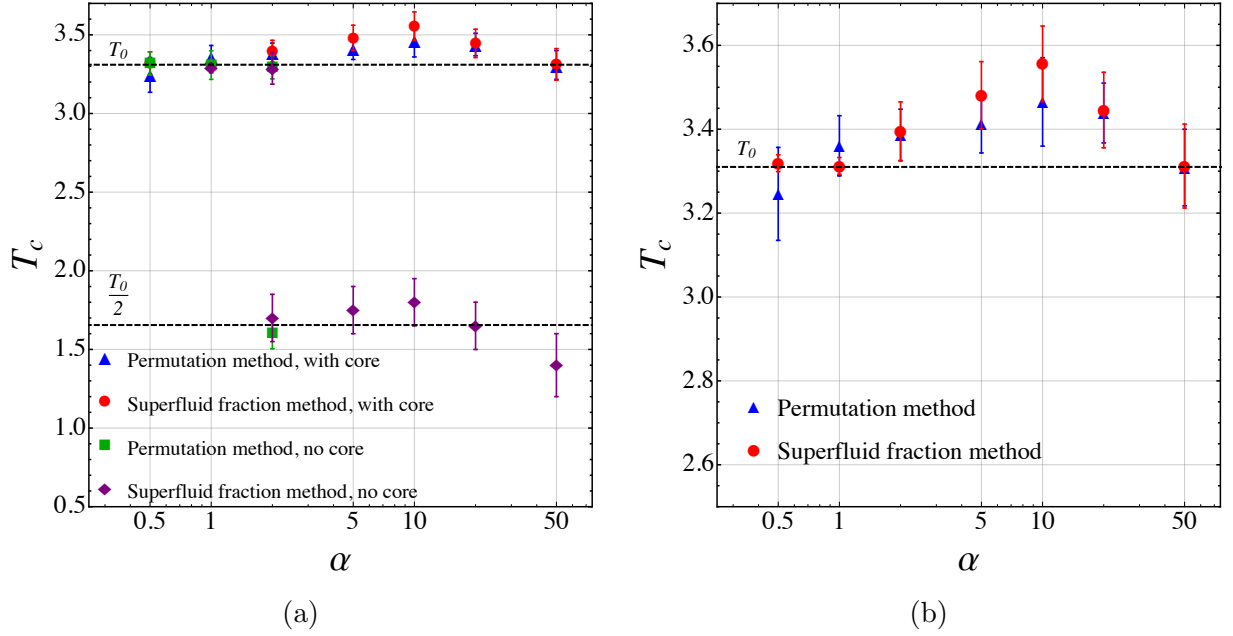 3.5
T₀
3.0
2.5
T_c
2.0
T₀/2
1.5
Permutation method, with core
Superfluid fraction method, with core
1.0
Permutation method, no core
Superfluid fraction method, no core
0.5
0.5 1 5 10 50
α
(a)
3.6
3.4
T₀
3.2
T_c
3.0
2.8
Permutation method
Superfluid fraction method
2.6
0.5 1 5 10 50
α
(b)